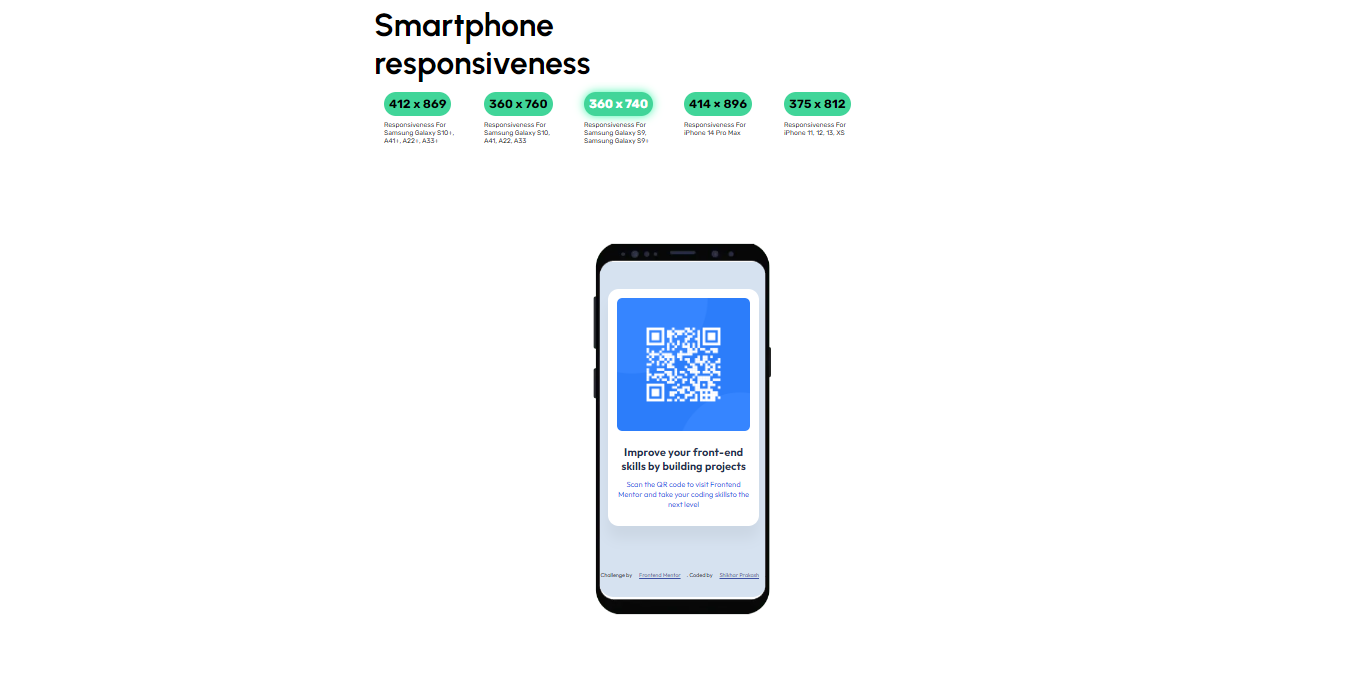 Smartphone
responsiveness
412 x 869
360 x 760
360 x 740
414 × 896
375 x 812
Responsiveness For
Samsung Galaxy S10+,
A41+, A22+, A33+
Responsiveness For
Samsung Galaxy S10,
A41, A22, A33
Responsiveness For
Samsung Galaxy S9,
Samsung Galaxy S9+
Responsiveness For
iPhone 14 Pro Max
Responsiveness For
iPhone 11, 12, 13, XS
Improve your front-end
skills by building projects
Scan the QR code to visit Frontend
Mentor and take your coding skillsto the
next level
Challenge by Frontend Mentor . Coded by Shikhar Prakash